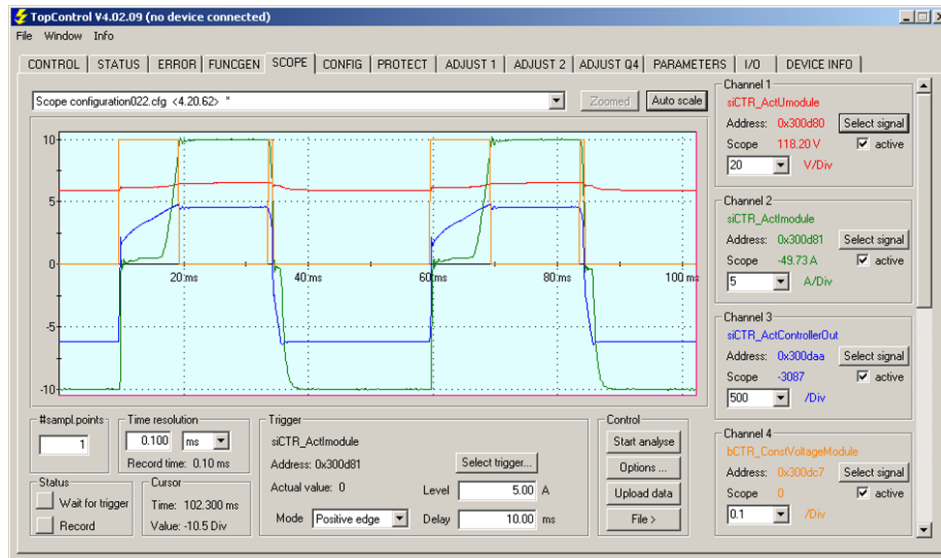 TopControl V4.02.09 (no device connected)
File Window Info
CONTROL STATUS ERROR FUNCGEN SCOPE CONFIG PROTECT ADJUST 1 ADJUST 2 ADJUST Q4 PARAMETERS I/O DEVICE INFO
Scope configuration022.cfg <4.20.62> *
Zoomed
Auto scale
10
5
0
-5
-10
20 ms
40 ms
60 ms
80 ms
100 ms
Channel 1
siCTR_ActUmodule
Address: 0x300d80 Select signal
Scope 118.20 V active
20 V/Div
Channel 2
siCTR_ActImodule
Address: 0x300d81 Select signal
Scope -49.73 A active
5 A/Div
Channel 3
siCTR_ActControllerOut
Address: 0x300daa Select signal
Scope -3087 active
500 /Div
Channel 4
bCTR_ConstVoltageModule
Address: 0x300dc7 Select signal
Scope 0 active
0.1 /Div
#sampl.points
1
Time resolution
0.100 ms
Record time: 0.10 ms
Status
Wait for trigger
Record
Cursor
Time: 102.300 ms
Value: -10.5 Div
Trigger
siCTR_ActImodule
Address: 0x300d81 Select trigger...
Actual value: 0 Level 5.00 A
Mode Positive edge Delay 10.00 ms
Control
Start analyse
Options ...
Upload data
File >